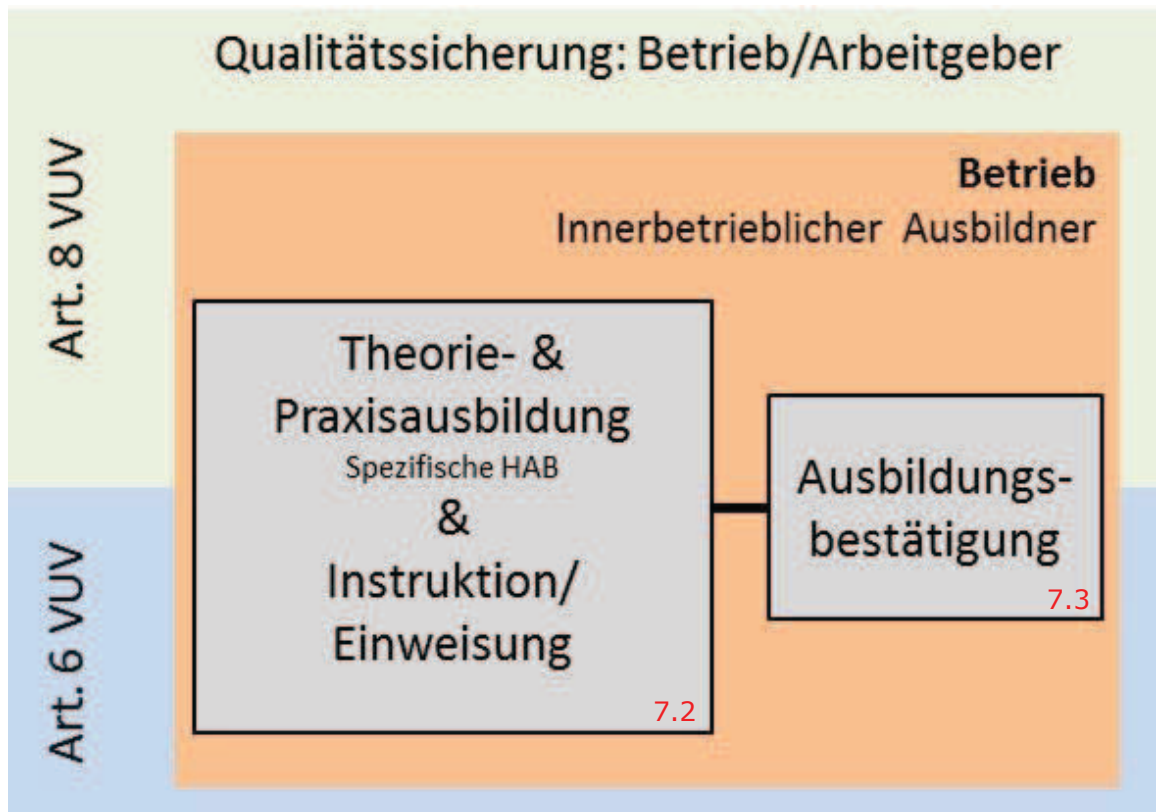 Qualitätssicherung: Betrieb/Arbeitgeber
Art. 8 VUV
Betrieb
Innerbetrieblicher Ausbildner
Theorie- &
Praxisausbildung
Spezifische HAB
&
Instruktion/
Einweisung
7.2
Ausbildungs-
bestätigung
7.3
Art. 6 VUV